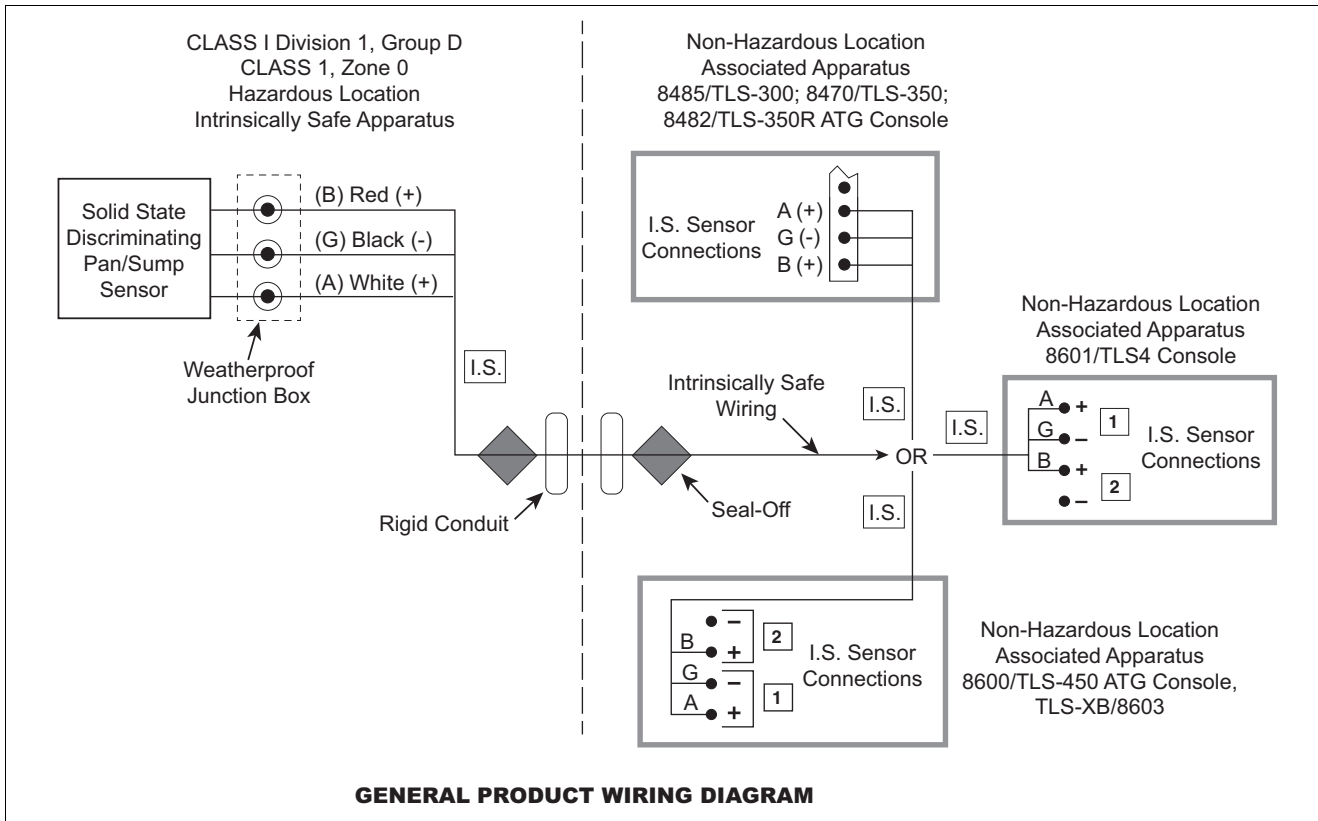 CLASS I Division 1, Group D
CLASS 1, Zone 0
Hazardous Location
Intrinsically Safe Apparatus
Non-Hazardous Location
Associated Apparatus
8485/TLS-300; 8470/TLS-350;
8482/TLS-350R ATG Console
Solid State
Discriminating
Pan/Sump
Sensor
(B) Red (+)
(G) Black (-)
(A) White (+)
Weatherproof
Junction Box
I.S.
I.S. Sensor
Connections
A (+)
G (-)
B (+)
Non-Hazardous Location
Associated Apparatus
8601/TLS4 Console
A + 1
G –
B + 2
–
I.S. Sensor
Connections
Intrinsically Safe
Wiring
I.S.
I.S.
OR
I.S.
Rigid Conduit
Seal-Off
– 2
B +
G – 1
A +
I.S. Sensor
Connections
Non-Hazardous Location
Associated Apparatus
8600/TLS-450 ATG Console,
TLS-XB/8603
GENERAL PRODUCT WIRING DIAGRAM